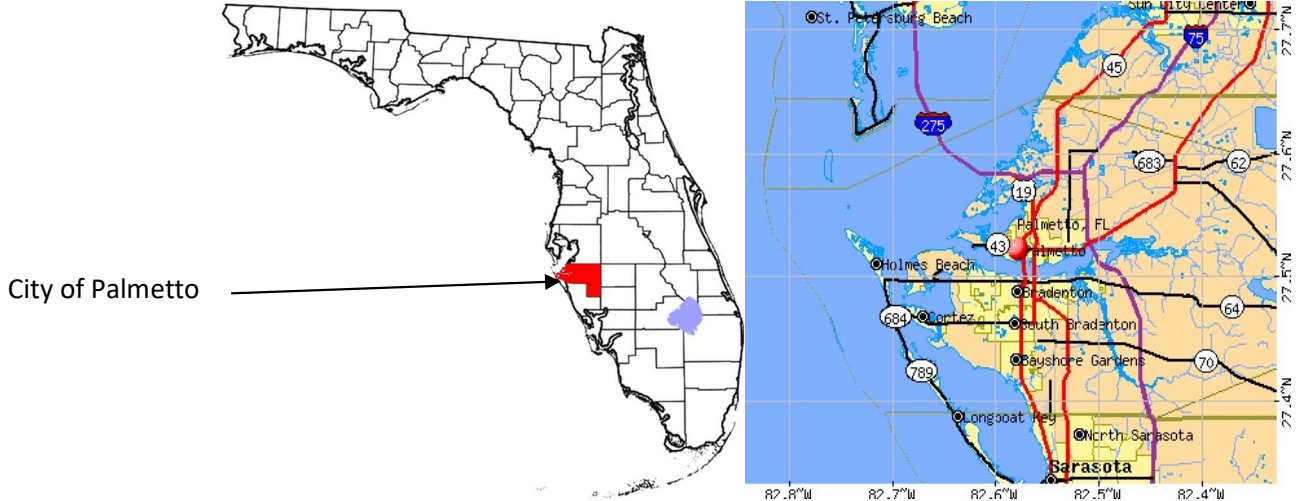 City of Palmetto
St. Petersburg Beach
Sun City Center
75
45
275
27.7°N
683
62
27.6°N
19
Palmetto, FL
43
Palmetto
Holmes Beach
27.5°N
Bradenton
64
684
Cortez
South Bradenton
Bayshore Gardens
70
789
27.4°N
Longboat Key
North Sarasota
Sarasota
82.8°W
82.7°W
82.6°W
82.5°W
82.4°W